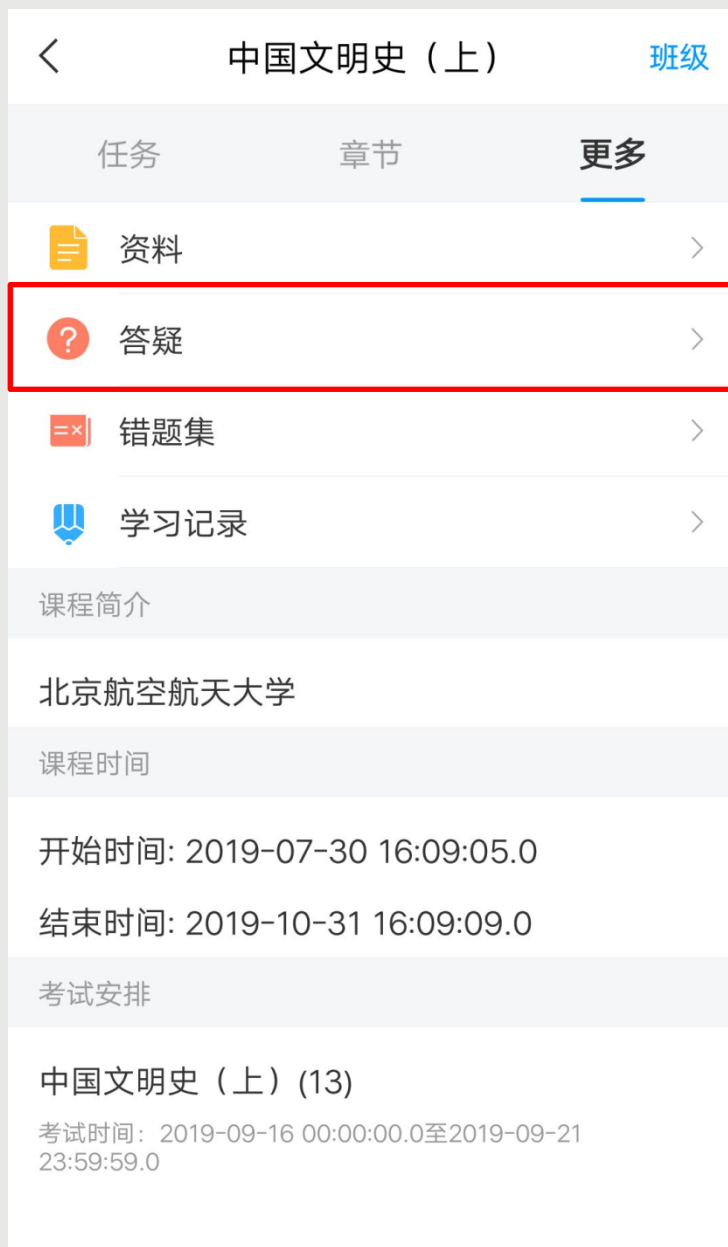 中国文明史（上）
班级
任务
章节
更多
资料
?
答疑
=×
错题集
学习记录
课程简介
北京航空航天大学
课程时间
开始时间: 2019-07-30 16:09:05.0
结束时间: 2019-10-31 16:09:09.0
考试安排
中国文明史（上）(13)
考试时间：2019-09-16 00:00:00.0至2019-09-21
23:59:59.0